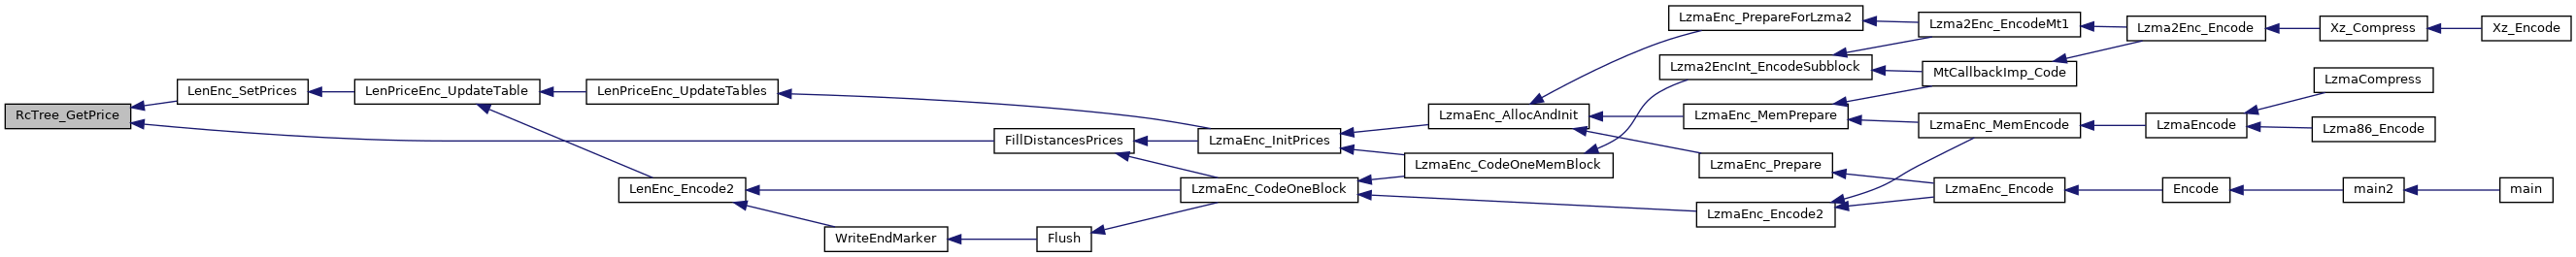 RcTree_GetPrice
LenEnc_SetPrices
LenPriceEnc_UpdateTable
LenPriceEnc_UpdateTables
LenEnc_Encode2
WriteEndMarker
FillDistancesPrices
Flush
LzmaEnc_InitPrices
LzmaEnc_CodeOneBlock
LzmaEnc_AllocAndInit
LzmaEnc_CodeOneMemBlock
LzmaEnc_PrepareForLzma2
Lzma2EncInt_EncodeSubblock
LzmaEnc_MemPrepare
LzmaEnc_Prepare
LzmaEnc_Encode2
Lzma2Enc_EncodeMt1
MtCallbackImp_Code
LzmaEnc_MemEncode
LzmaEnc_Encode
Lzma2Enc_Encode
LzmaEncode
Encode
Xz_Compress
LzmaCompress
Lzma86_Encode
main2
Xz_Encode
main